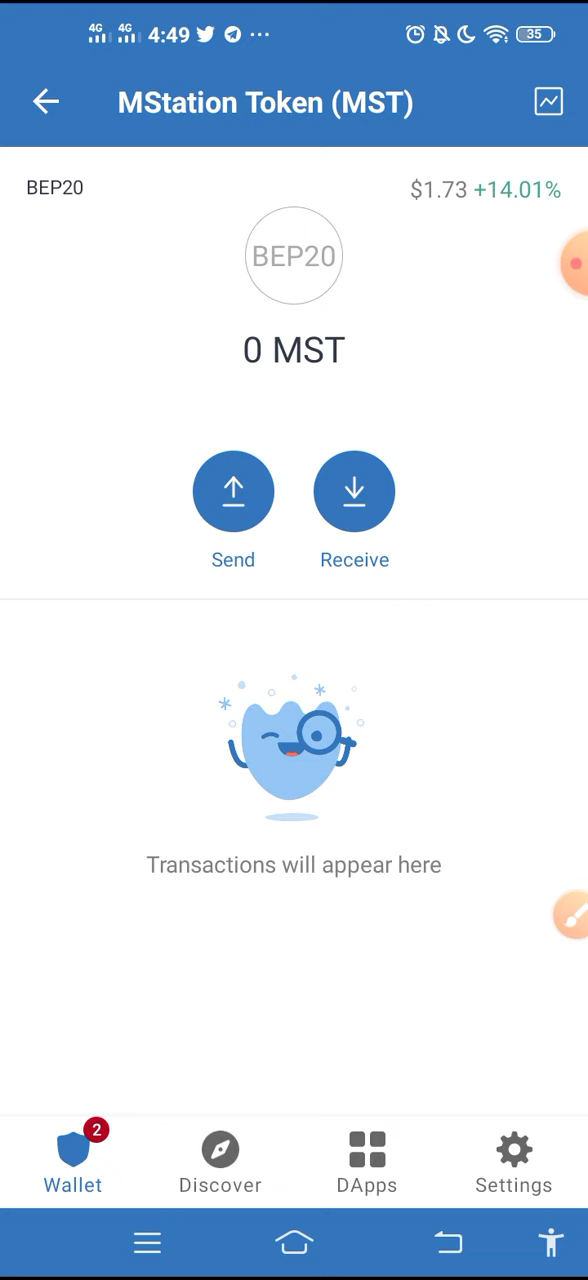 4G 4G 4:49 ... 35
MStation Token (MST)
BEP20 $1.73 +14.01%
BEP20
0 MST
Send Receive
Transactions will appear here
2
Wallet Discover DApps Settings